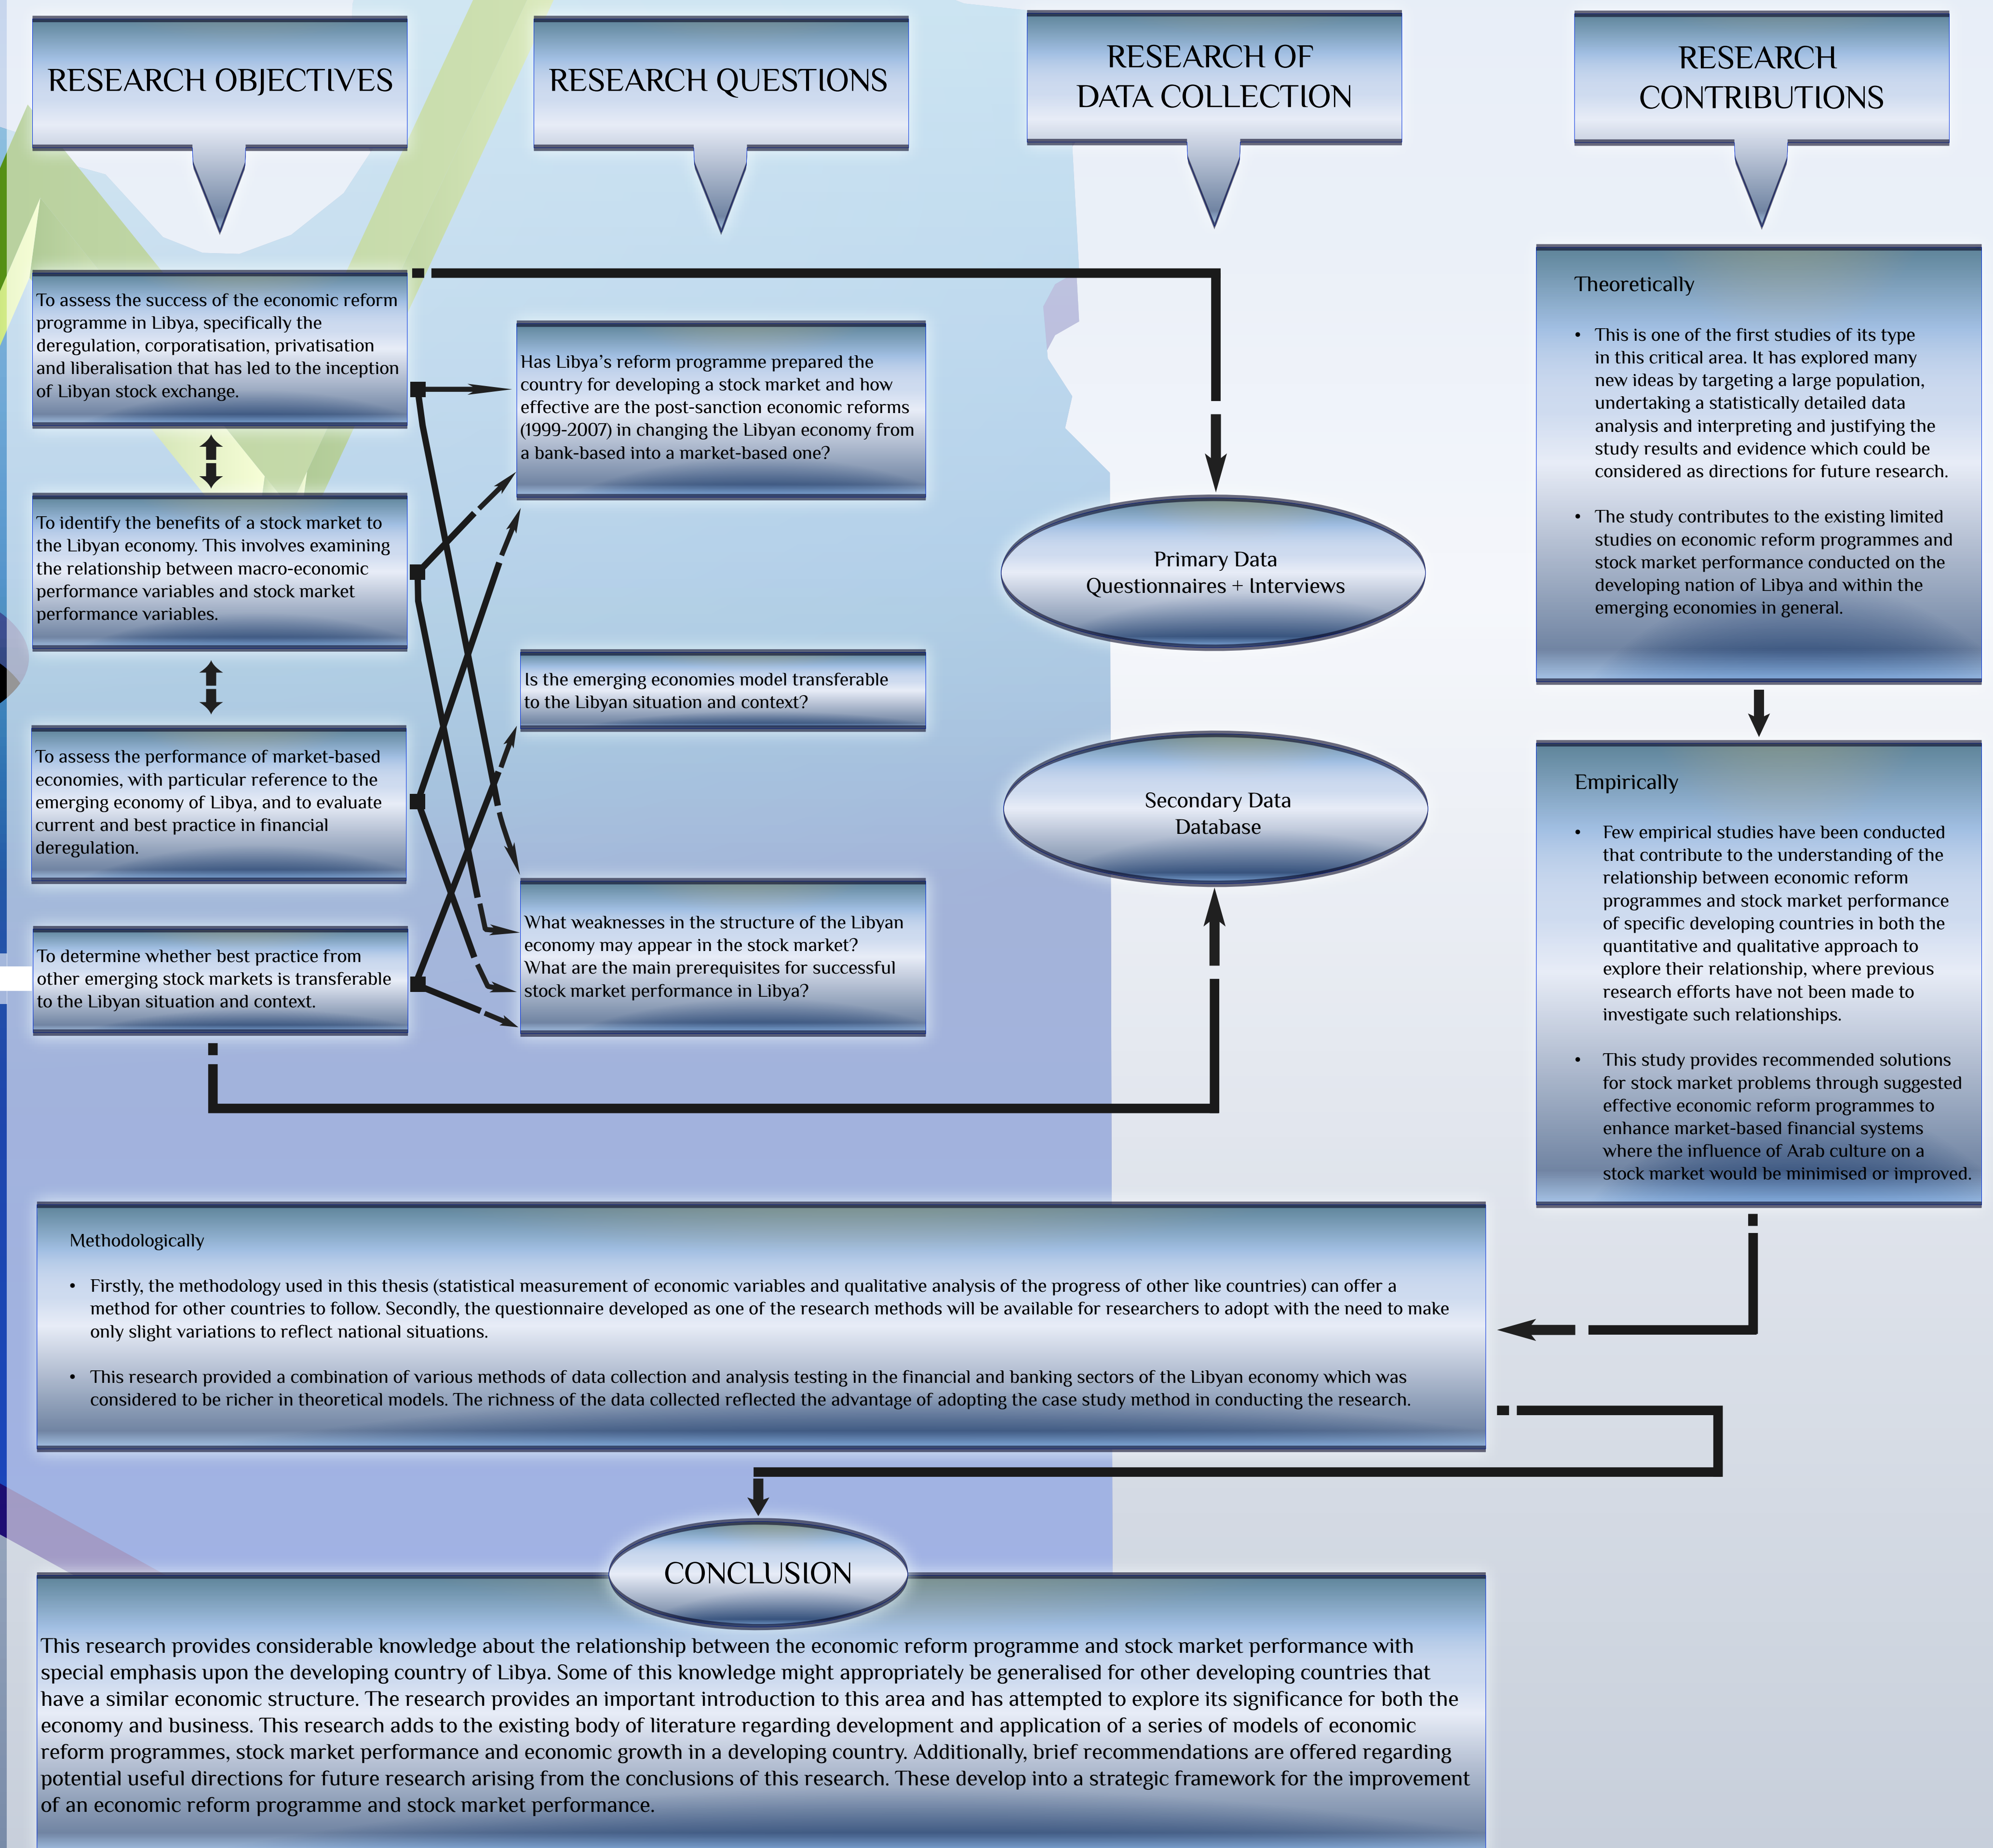 RESEARCH OBJECTIVES
RESEARCH QUESTIONS
RESEARCH OF
DATA COLLECTION
RESEARCH
CONTRIBUTIONS
To assess the success of the economic reform
programme in Libya, specifically the
deregulation, corporatisation, privatisation
and liberalisation that has led to the inception
of Libyan stock exchange.
To identify the benefits of a stock market to
the Libyan economy. This involves examining
the relationship between macro-economic
performance variables and stock market
performance variables.
To assess the performance of market-based
economies, with particular reference to the
emerging economy of Libya, and to evaluate
current and best practice in financial
deregulation.
To determine whether best practice from
other emerging stock markets is transferable
to the Libyan situation and context.
Has Libya’s reform programme prepared the
country for developing a stock market and how
effective are the post-sanction economic reforms
(1999-2007) in changing the Libyan economy from
a bank-based into a market-based one?
Is the emerging economies model transferable
to the Libyan situation and context?
What weaknesses in the structure of the Libyan
economy may appear in the stock market?
What are the main prerequisites for successful
stock market performance in Libya?
Primary Data
Questionnaires + Interviews
Secondary Data
Database
Theoretically
• This is one of the first studies of its type
in this critical area. It has explored many
new ideas by targeting a large population,
undertaking a statistically detailed data
analysis and interpreting and justifying the
study results and evidence which could be
considered as directions for future research.
• The study contributes to the existing limited
studies on economic reform programmes and
stock market performance conducted on the
developing nation of Libya and within the
emerging economies in general.
Empirically
• Few empirical studies have been conducted
that contribute to the understanding of the
relationship between economic reform
programmes and stock market performance
of specific developing countries in both the
quantitative and qualitative approach to
explore their relationship, where previous
research efforts have not been made to
investigate such relationships.
• This study provides recommended solutions
for stock market problems through suggested
effective economic reform programmes to
enhance market-based financial systems
where the influence of Arab culture on a
stock market would be minimised or improved.
Methodologically
• Firstly, the methodology used in this thesis (statistical measurement of economic variables and qualitative analysis of the progress of other like countries) can offer a
method for other countries to follow. Secondly, the questionnaire developed as one of the research methods will be available for researchers to adopt with the need to make
only slight variations to reflect national situations.
• This research provided a combination of various methods of data collection and analysis testing in the financial and banking sectors of the Libyan economy which was
considered to be richer in theoretical models. The richness of the data collected reflected the advantage of adopting the case study method in conducting the research.
CONCLUSION
This research provides considerable knowledge about the relationship between the economic reform programme and stock market performance with
special emphasis upon the developing country of Libya. Some of this knowledge might appropriately be generalised for other developing countries that
have a similar economic structure. The research provides an important introduction to this area and has attempted to explore its significance for both the
economy and business. This research adds to the existing body of literature regarding development and application of a series of models of economic
reform programmes, stock market performance and economic growth in a developing country. Additionally, brief recommendations are offered regarding
potential useful directions for future research arising from the conclusions of this research. These develop into a strategic framework for the improvement
of an economic reform programme and stock market performance.